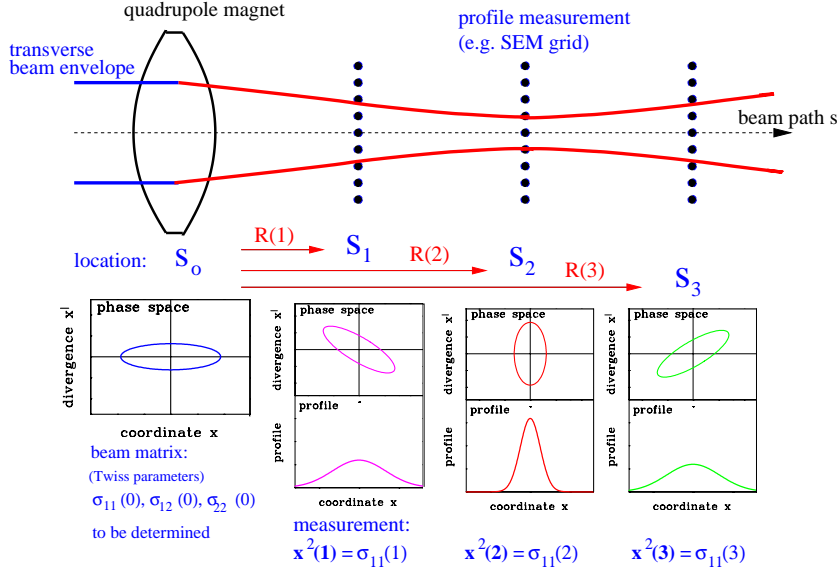 quadrupole magnet
profile measurement
(e.g. SEM grid)
transverse
beam envelope
beam path s
location: S₀ R(1) S₁ R(2) S₂ R(3) S₃
phase space
divergence x'
coordinate x
phase space
divergence x'
profile
profile
coordinate x
phase space
divergence x'
profile
profile
coordinate x
phase space
divergence x'
profile
profile
coordinate x
beam matrix:
(Twiss parameters)
σ₁₁ (0), σ₁₂ (0), σ₂₂ (0)
to be determined
measurement:
x²(1) = σ₁₁(1) x²(2) = σ₁₁(2) x²(3) = σ₁₁(3)